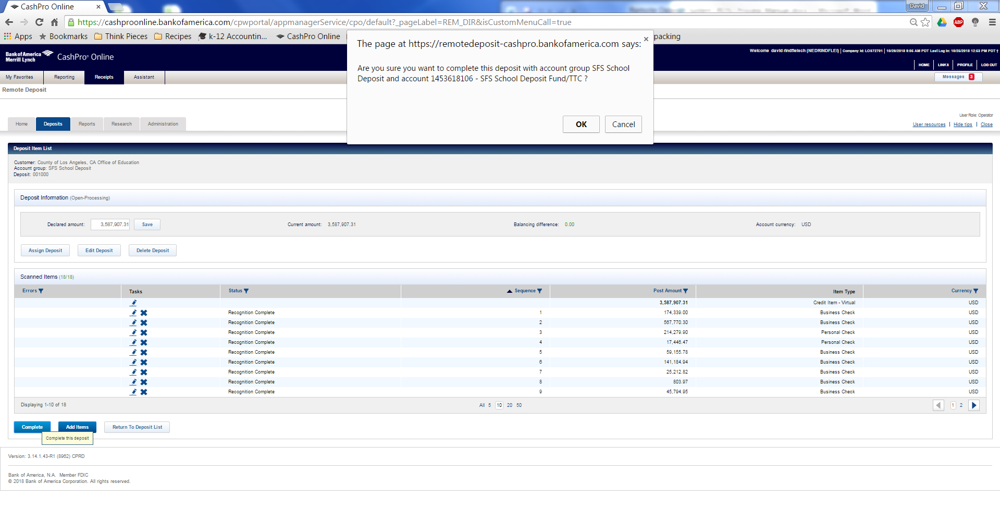 CashPro Online
David
https://cashproonline.bankofamerica.com/cpwportal/appmanagerService/cpo/default?_pageLabel=REM_DIR&isCustomMenuCall=true
ABP
Apps Bookmarks Think Pieces Recipes k-12 Accountin... CashPro Online packing
The page at https://remotedeposit-cashpro.bankofamerica.com says:
Are you sure you want to complete this deposit with account group SFS School
Deposit and account 1453618106 - SFS School Deposit Fund/TTC ?
OK Cancel
Bank of America
Merrill Lynch
CashPro® Online
Welcome david rindfleisch (NEDRINDFLEI) Company Id: LOS72701 10/26/2018 9:05 AM PDT Last Log in: 10/25/2018 12:53 PM PDT
HOME LINKS PROFILE LOG OUT
My Favorites Reporting Receipts Assistant
Messages 3
Remote Deposit
User Role: Operator
Home Deposits Reports Research Administration
User resources Hide tips Close
Deposit Item List
Customer: County of Los Angeles, CA Office of Education
Account group: SFS School Deposit
Deposit: 001000
Deposit Information (Open-Processing)
Declared amount: 3,587,907.31 Save Current amount: 3,587,907.31 Balancing difference: 0.00 Account currency: USD
Assign Deposit Edit Deposit Delete Deposit
Scanned Items (18/18)
Errors Tasks Status Sequence Post Amount Item Type Currency
3,587,907.31 Credit Item - Virtual USD
Recognition Complete 1 174,339.00 Business Check USD
Recognition Complete 2 567,770.30 Business Check USD
Recognition Complete 3 214,279.90 Personal Check USD
Recognition Complete 4 17,446.47 Personal Check USD
Recognition Complete 5 59,155.78 Business Check USD
Recognition Complete 6 141,184.94 Business Check USD
Recognition Complete 7 25,212.82 Business Check USD
Recognition Complete 8 803.97 Business Check USD
Recognition Complete 9 45,794.95 Business Check USD
Displaying 1-10 of 18 All 5 10 20 50 1 2
Complete Add Items Return To Deposit List
Complete this deposit
Version: 3.14.1.43-R1 (8962) CPRD
Bank of America, N.A. Member FDIC
© 2018 Bank of America Corporation. All rights reserved.